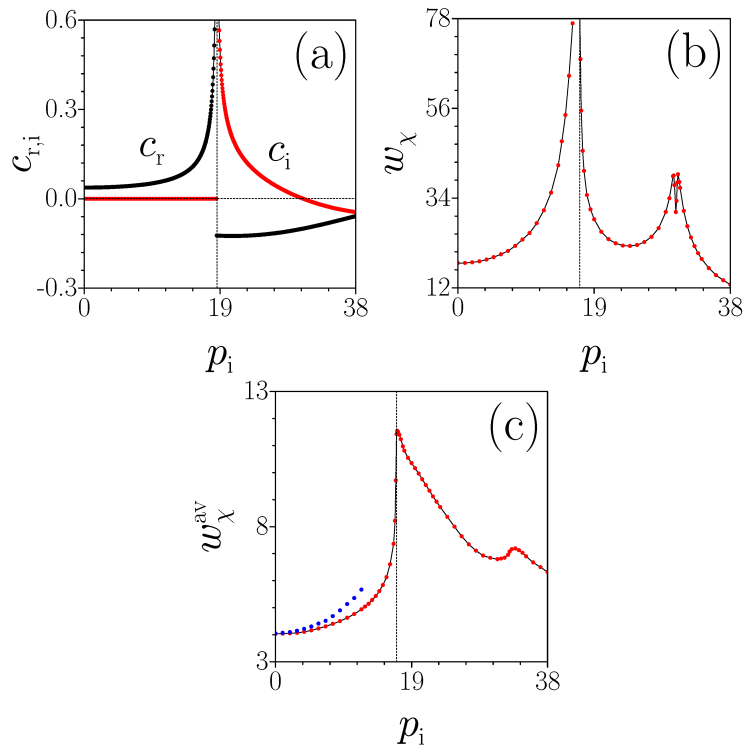 0.6
(a)
0.3
c_r
c_i
c_{r,i}
0.0
-0.3
0 19 38
p_i
78
(b)
56
w_χ
34
12
0 19 38
p_i
13
(c)
w_χ^{av}
8
3
0 19 38
p_i